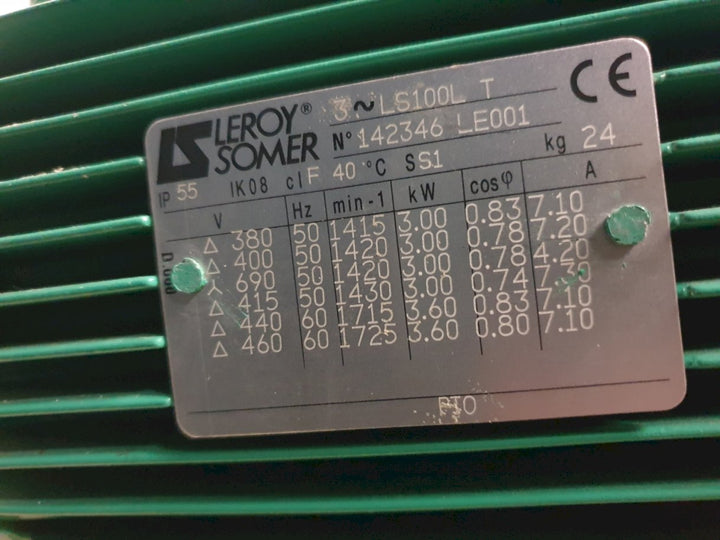 LEROY® SOMER
3 ~ LS100L T
CE
N° 142346 LE001
kg 24
IP 55 IK08 cl F 40 °C S S1
V Hz min-1 kW cosφ A
Δ 380 50 1415 3.00 0.83 7.10
Δ 400 50 1420 3.00 0.78 7.20
Y 690 50 1420 3.00 0.78 4.20
Δ 415 50 1430 3.00 0.74 7.30
Δ 440 60 1715 3.60 0.83 7.10
Δ 460 60 1725 3.60 0.80 7.10